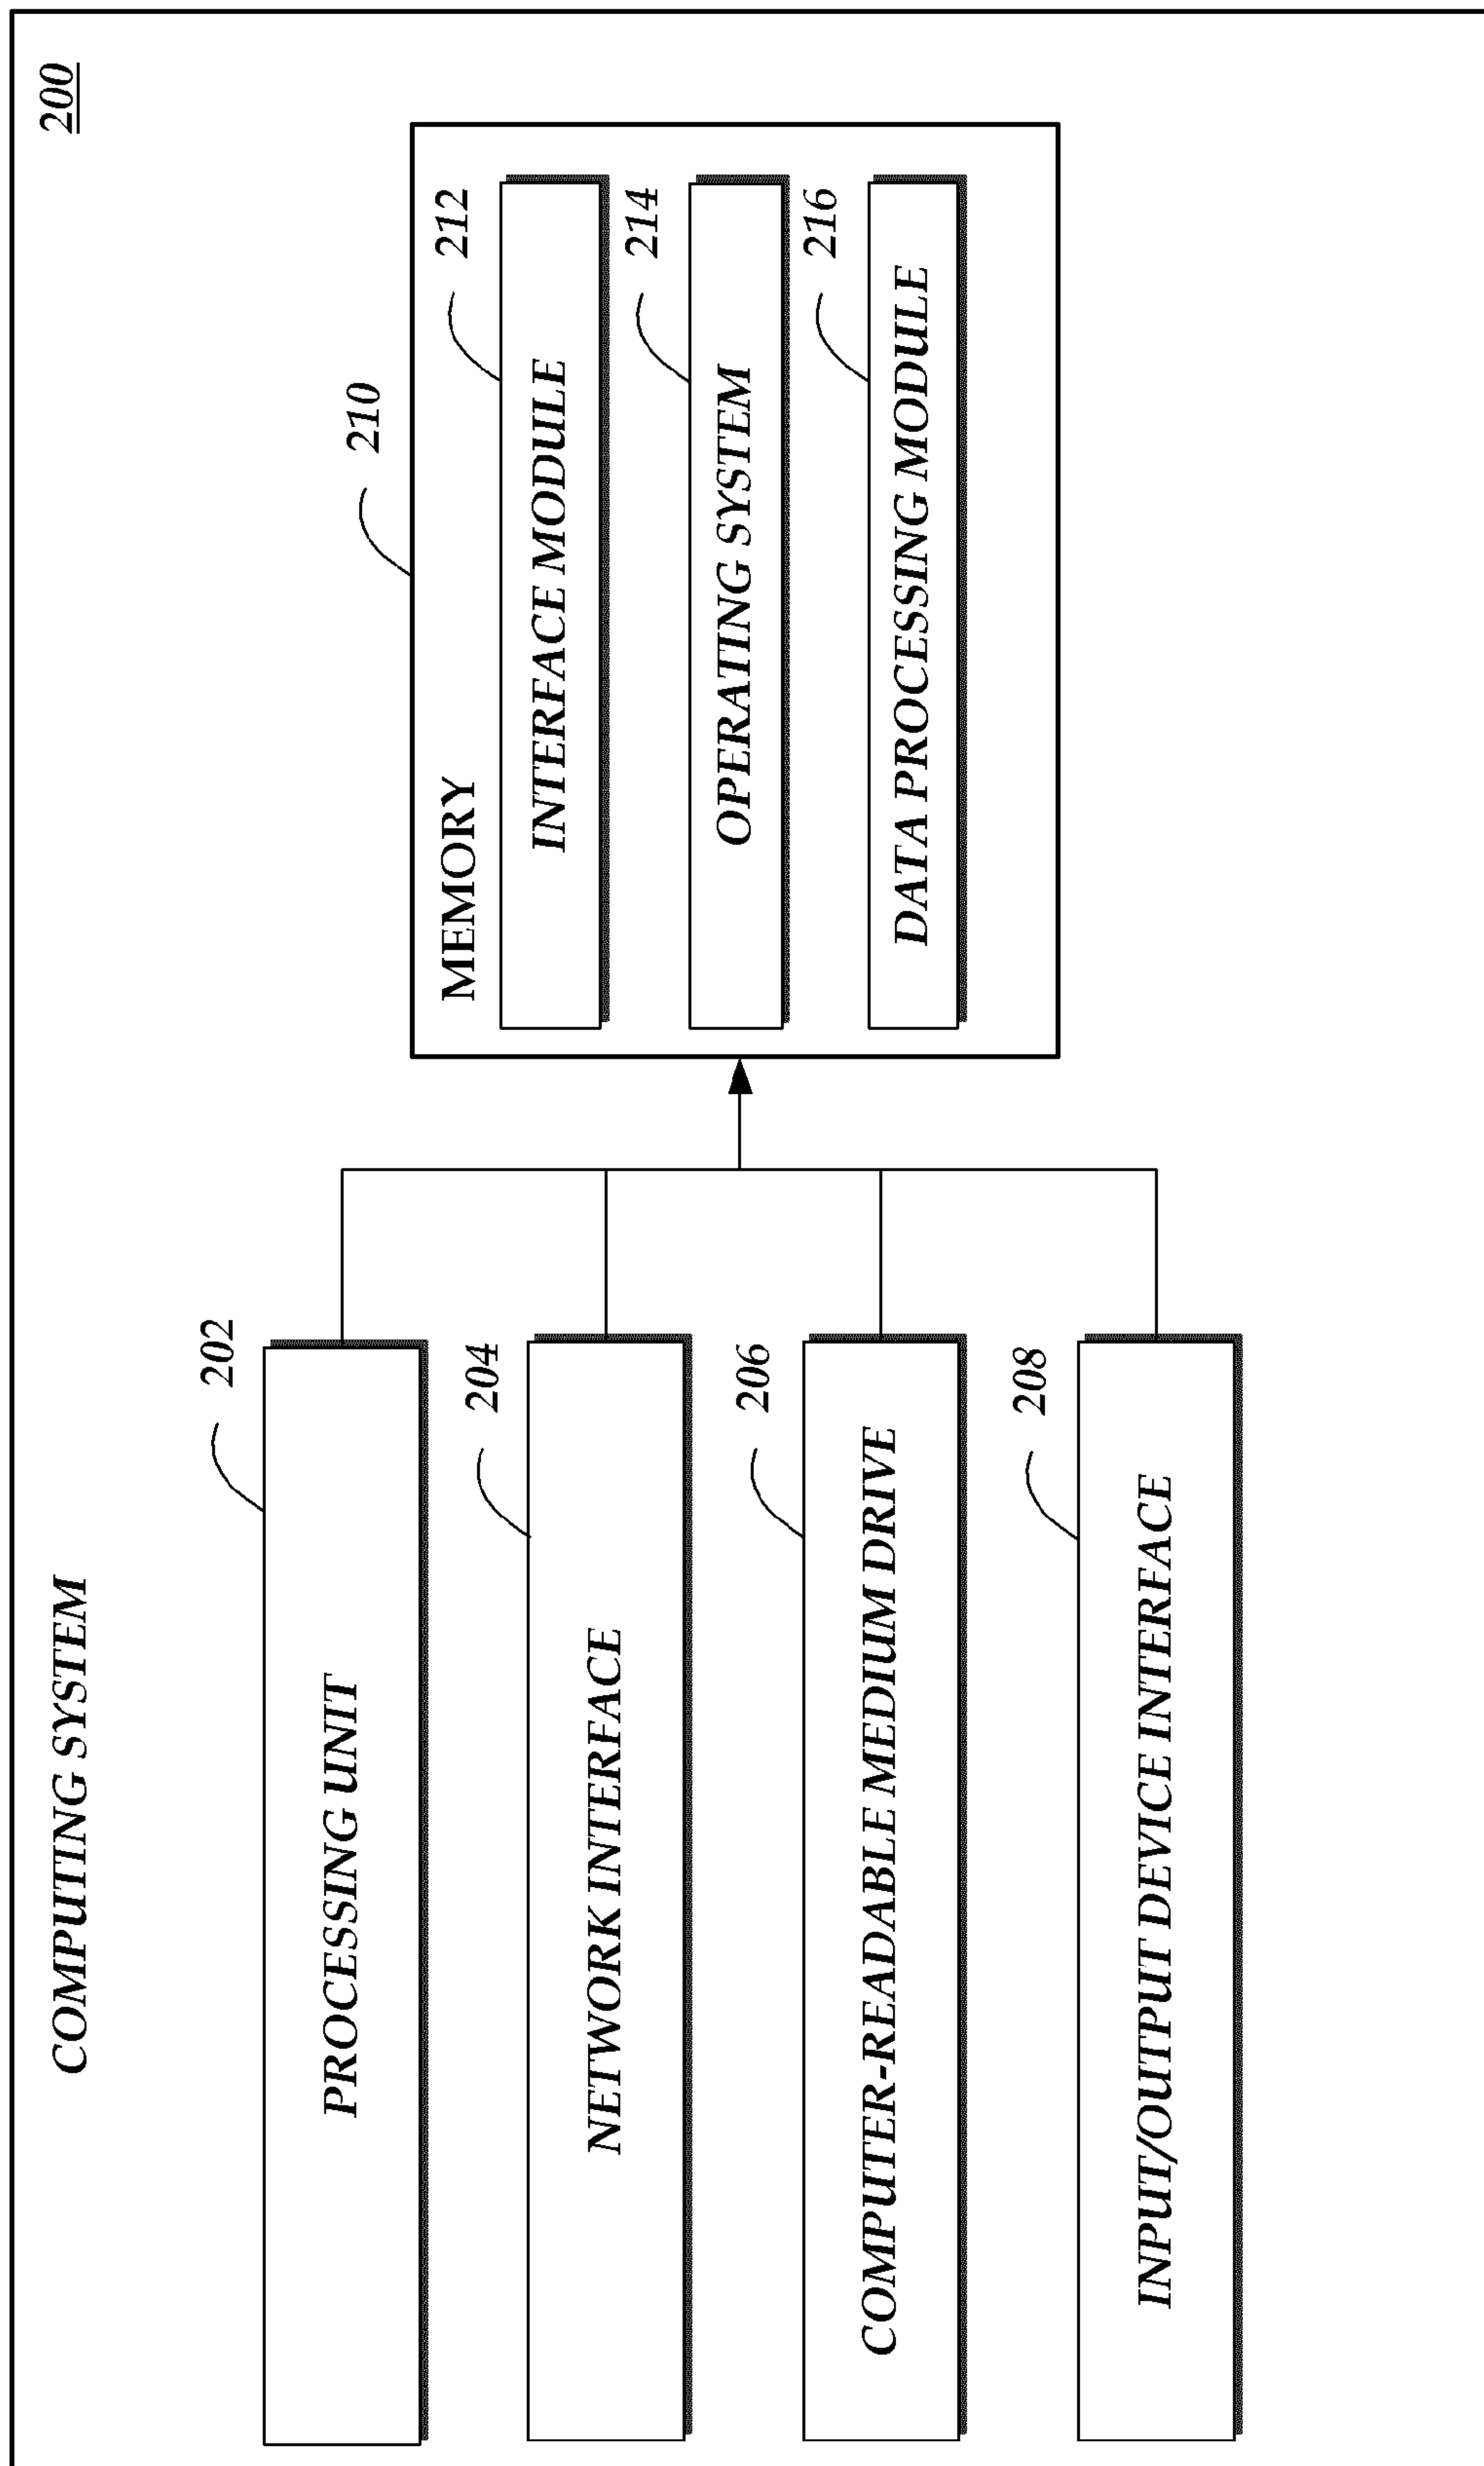 COMPUTING SYSTEM
200
202
PROCESSING UNIT
204
NETWORK INTERFACE
206
COMPUTER-READABLE MEDIUM DRIVE
208
INPUT/OUTPUT DEVICE INTERFACE
210
MEMORY
212
INTERFACE MODULE
214
OPERATING SYSTEM
216
DATA PROCESSING MODULE